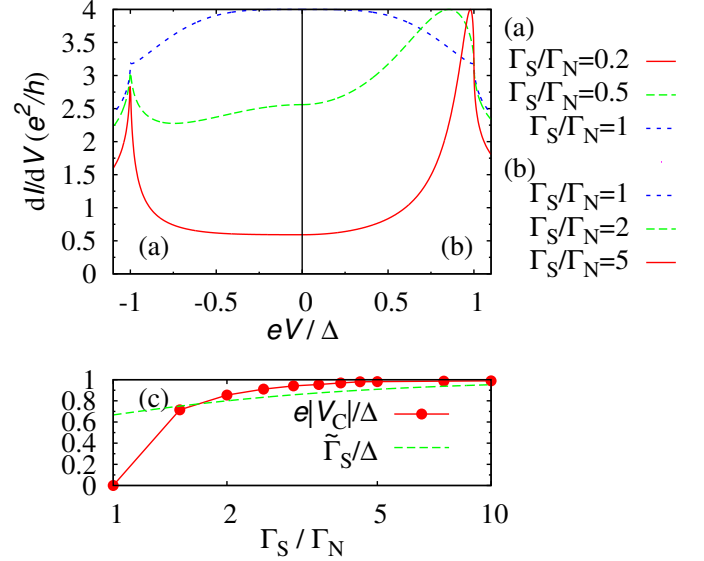 4
3.5
3
2.5
2
1.5
1
0.5
0
dI/dV (e²/h)
(a)
(b)
-1
-0.5
0
0.5
1
eV / Δ
(a)
Γ_S/Γ_N=0.2
Γ_S/Γ_N=0.5
Γ_S/Γ_N=1
(b)
Γ_S/Γ_N=1
Γ_S/Γ_N=2
Γ_S/Γ_N=5
1
0.8
0.6
0.4
0.2
0
(c)
e|V_C|/Δ
Γ̃_S/Δ
1
2
5
10
Γ_S / Γ_N